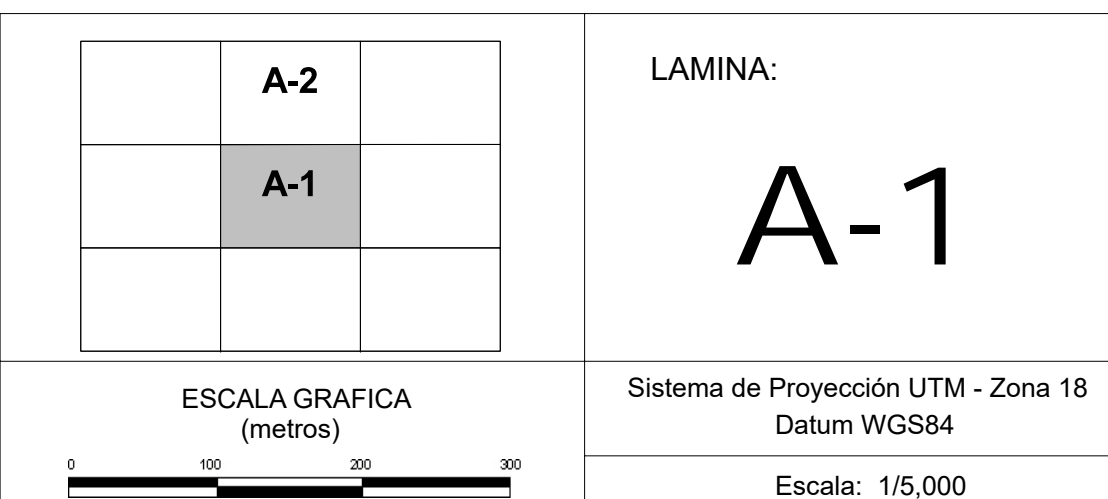 A-2
A-1
LAMINA:
A-1
ESCALA GRAFICA
(metros)
0 100 200 300
Sistema de Proyección UTM - Zona 18
Datum WGS84
Escala: 1/5,000